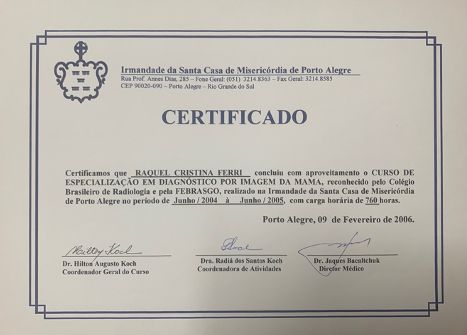 Irmandade da Santa Casa de Misericórdia de Porto Alegre
Rua Prof. Annes Dias, 285 – Fone Geral: (051) 3214.8363 – Fax Geral: 3214.8585
CEP 90020-090 – Porto Alegre – Rio Grande do Sul
CERTIFICADO
Certificamos que RAQUEL CRISTINA FERRI concluiu com aproveitamento o CURSO DE
ESPECIALIZAÇÃO EM DIAGNÓSTICO POR IMAGEM DA MAMA, reconhecido pelo Colégio
Brasileiro de Radiologia e pela FEBRASGO, realizado na Irmandade da Santa Casa de Misericórdia
de Porto Alegre no período de Junho / 2004 à Junho / 2005, com carga horária de 760 horas.
Porto Alegre, 09 de Fevereiro de 2006.
Hilton Koch
Dr. Hilton Augusto Koch
Coordenador Geral do Curso
Dra. Radiá dos Santos Koch
Coordenadora de Atividades
Dr. Jaques Bacaltchuk
Diretor Médico